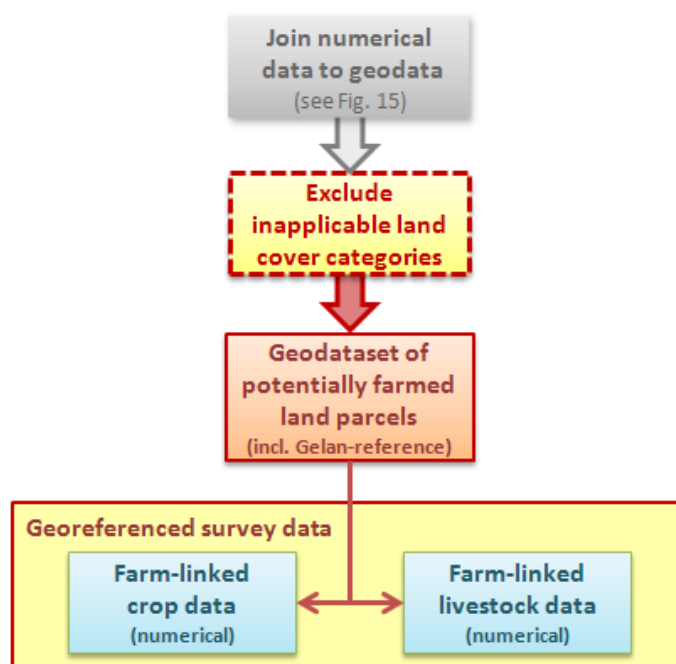 Join numerical
data to geodata
(see Fig. 15)
Exclude
inapplicable land
cover categories
Geodataset of
potentially farmed
land parcels
(incl. Gelan-reference)
Georeferenced survey data
Farm-linked
crop data
(numerical)
Farm-linked
livestock data
(numerical)